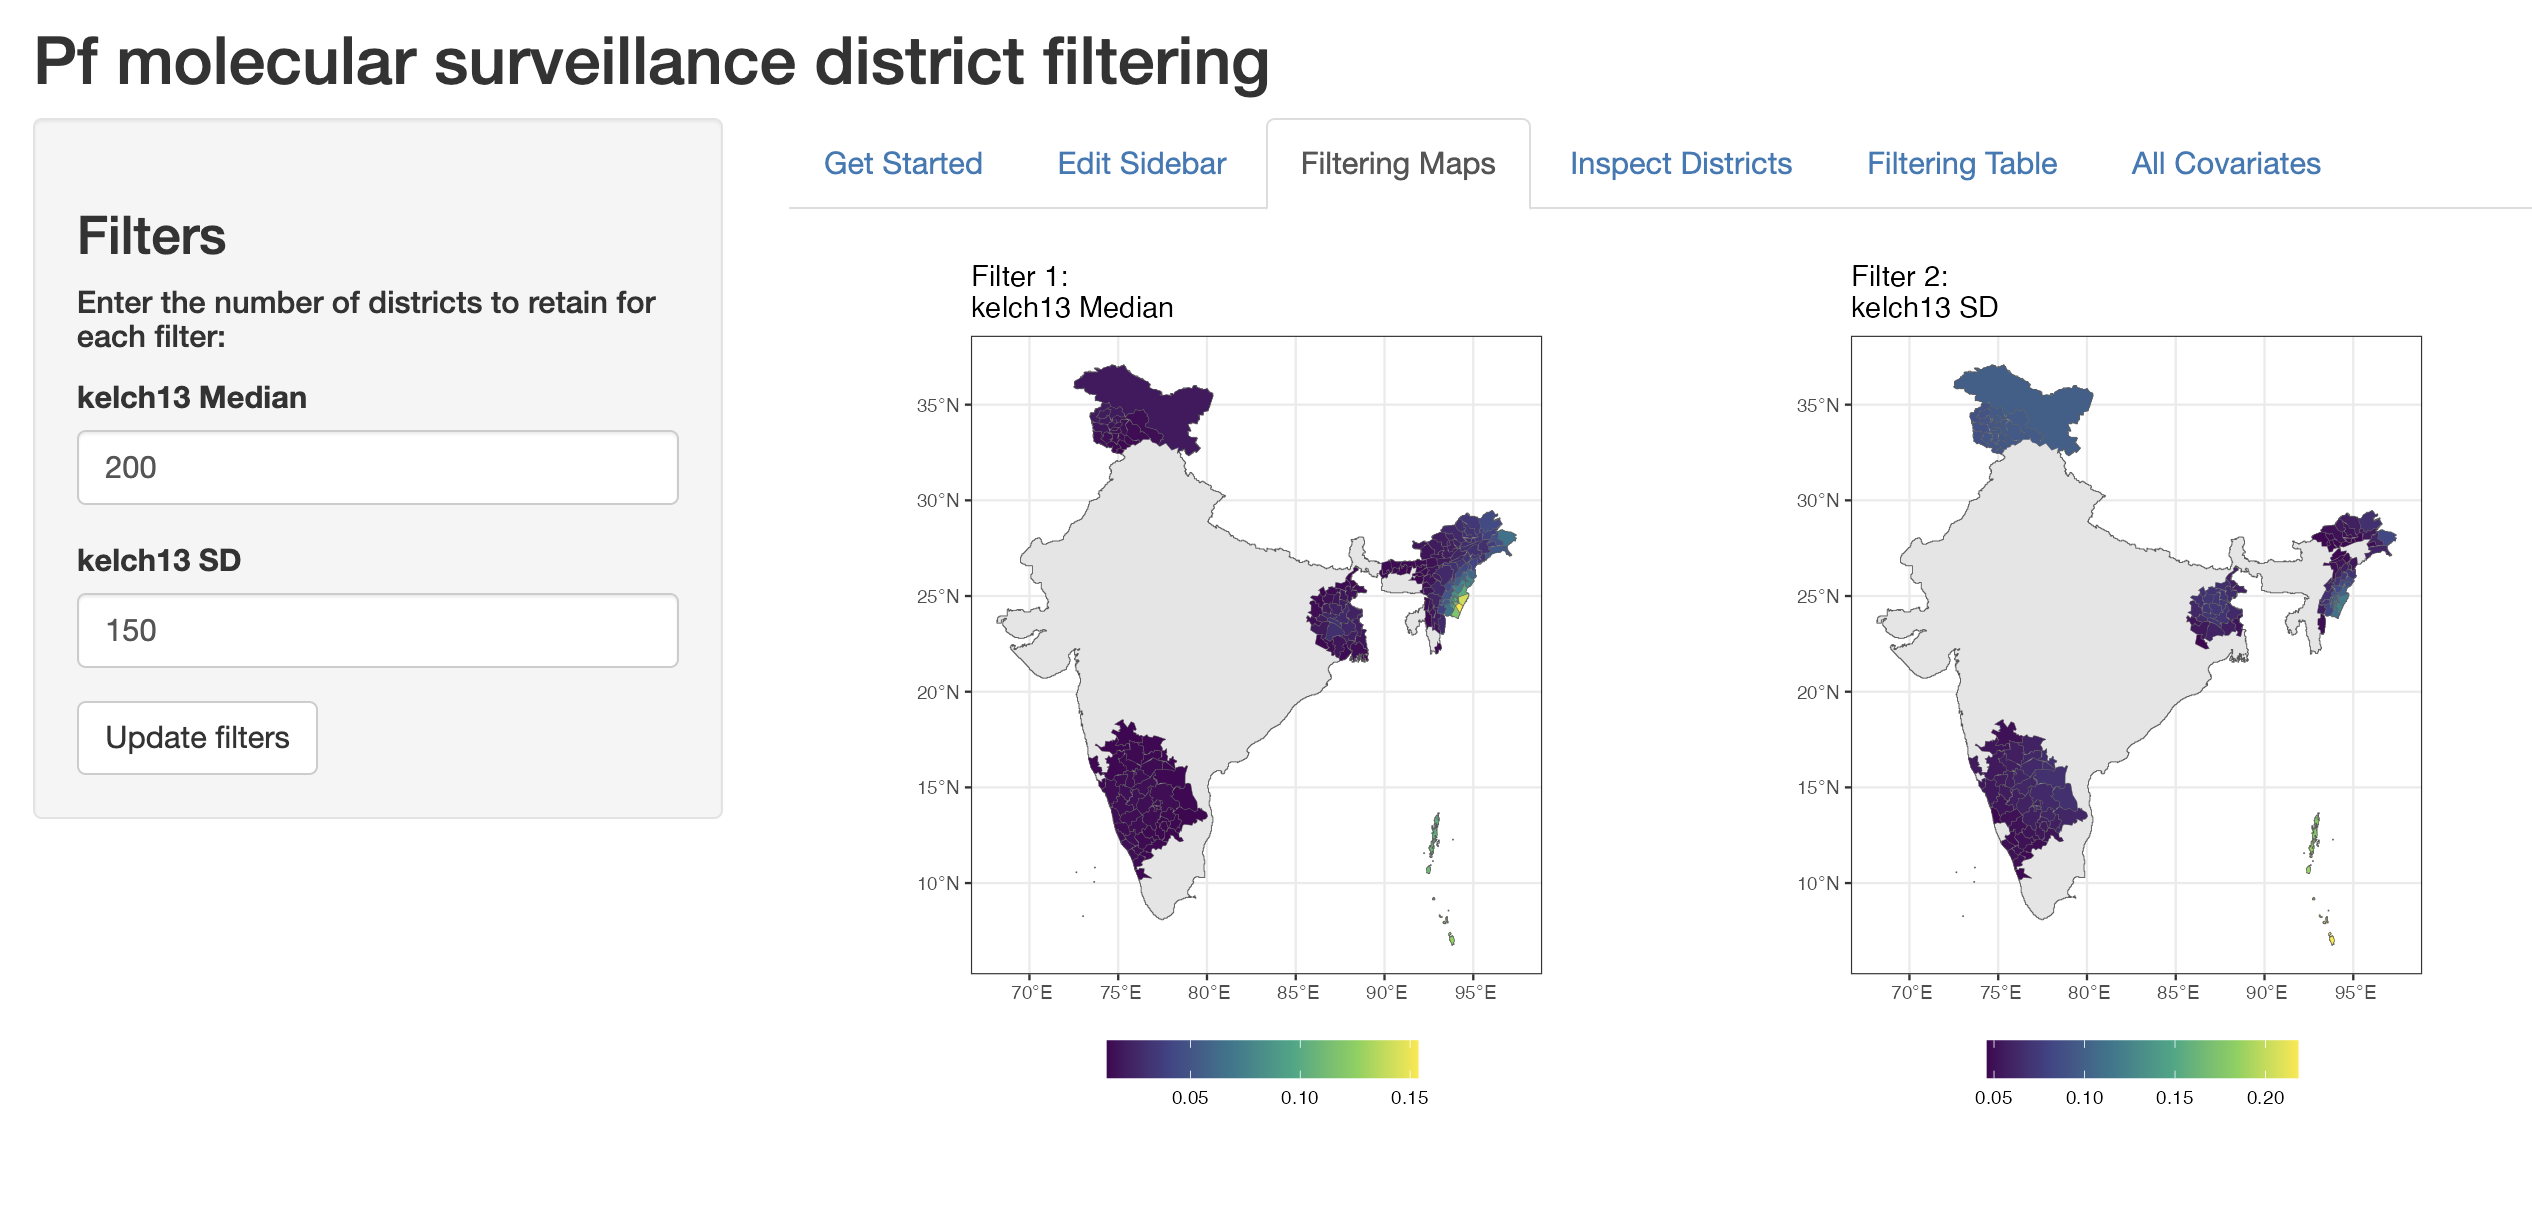 Pf molecular surveillance district filtering
Filters
Enter the number of districts to retain for
each filter:
kelch13 Median
200
kelch13 SD
150
Update filters
Get Started
Edit Sidebar
Filtering Maps
Inspect Districts
Filtering Table
All Covariates
Filter 1:
kelch13 Median
35°N
30°N
25°N
20°N
15°N
10°N
70°E 75°E 80°E 85°E 90°E 95°E
0.05 0.10 0.15
Filter 2:
kelch13 SD
35°N
30°N
25°N
20°N
15°N
10°N
70°E 75°E 80°E 85°E 90°E 95°E
0.05 0.10 0.15 0.20